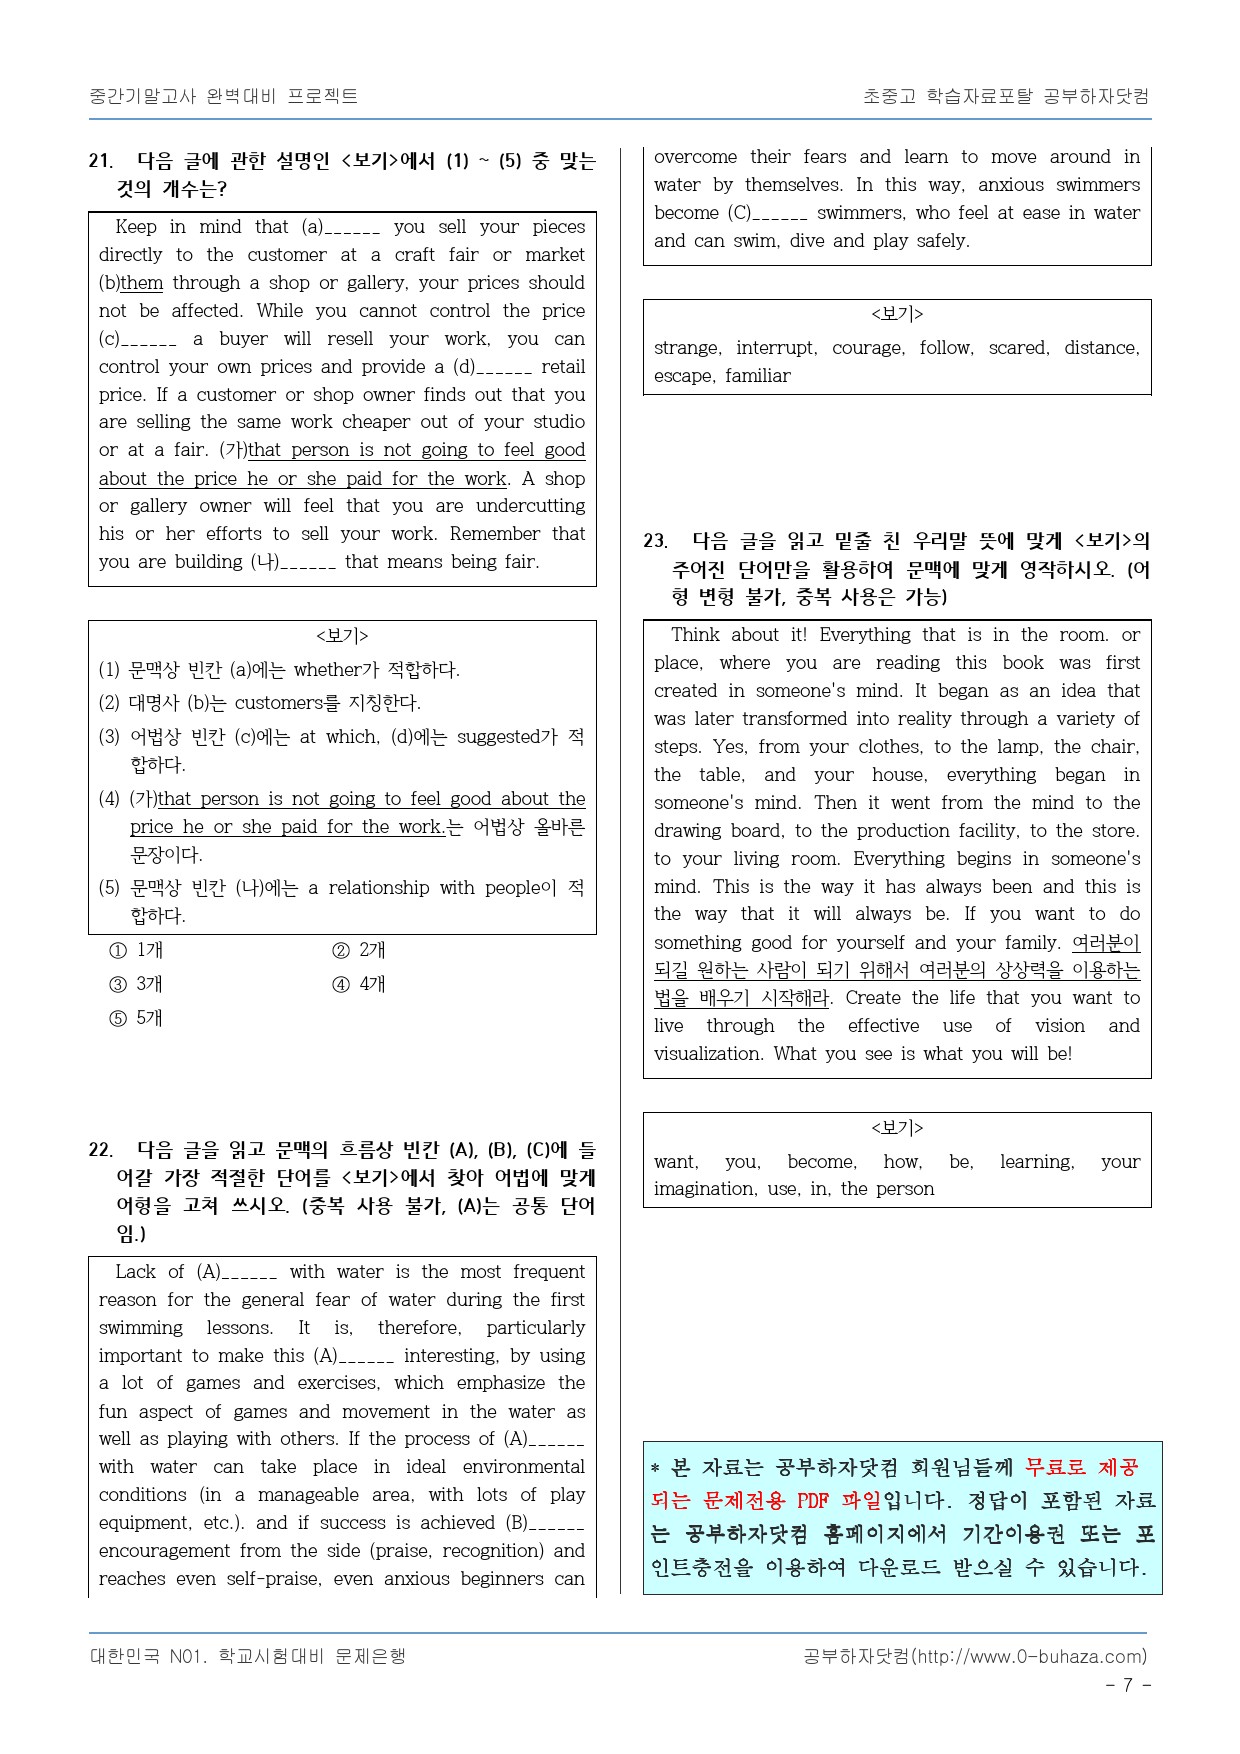 중간기말고사 완벽대비 프로젝트
초중고 학습자료포탈 공부하자닷컴
21. 다음 글에 관한 설명인 <보기>에서 (1) ~ (5) 중 맞는
것의 개수는?
Keep in mind that (a)______ you sell your pieces
directly to the customer at a craft fair or market
(b)them through a shop or gallery, your prices should
not be affected. While you cannot control the price
(c)______ a buyer will resell your work, you can
control your own prices and provide a (d)______ retail
price. If a customer or shop owner finds out that you
are selling the same work cheaper out of your studio
or at a fair. (가)that person is not going to feel good
about the price he or she paid for the work. A shop
or gallery owner will feel that you are undercutting
his or her efforts to sell your work. Remember that
you are building (나)______ that means being fair.
<보기>
(1) 문맥상 빈칸 (a)에는 whether가 적합하다.
(2) 대명사 (b)는 customers를 지칭한다.
(3) 어법상 빈칸 (c)에는 at which, (d)에는 suggested가 적
합하다.
(4) (가)that person is not going to feel good about the
price he or she paid for the work.는 어법상 올바른
문장이다.
(5) 문맥상 빈칸 (나)에는 a relationship with people이 적
합하다.
① 1개 ② 2개
③ 3개 ④ 4개
⑤ 5개
22. 다음 글을 읽고 문맥의 흐름상 빈칸 (A), (B), (C)에 들
어갈 가장 적절한 단어를 <보기>에서 찾아 어법에 맞게
어형을 고쳐 쓰시오. (중복 사용 불가, (A)는 공통 단어
임.)
Lack of (A)______ with water is the most frequent
reason for the general fear of water during the first
swimming lessons. It is, therefore, particularly
important to make this (A)______ interesting, by using
a lot of games and exercises, which emphasize the
fun aspect of games and movement in the water as
well as playing with others. If the process of (A)______
with water can take place in ideal environmental
conditions (in a manageable area, with lots of play
equipment, etc.). and if success is achieved (B)______
encouragement from the side (praise, recognition) and
reaches even self-praise, even anxious beginners can
overcome their fears and learn to move around in
water by themselves. In this way, anxious swimmers
become (C)______ swimmers, who feel at ease in water
and can swim, dive and play safely.
<보기>
strange, interrupt, courage, follow, scared, distance,
escape, familiar
23. 다음 글을 읽고 밑줄 친 우리말 뜻에 맞게 <보기>의
주어진 단어만을 활용하여 문맥에 맞게 영작하시오. (어
형 변형 불가, 중복 사용은 가능)
Think about it! Everything that is in the room. or
place, where you are reading this book was first
created in someone's mind. It began as an idea that
was later transformed into reality through a variety of
steps. Yes, from your clothes, to the lamp, the chair,
the table, and your house, everything began in
someone's mind. Then it went from the mind to the
drawing board, to the production facility, to the store.
to your living room. Everything begins in someone's
mind. This is the way it has always been and this is
the way that it will always be. If you want to do
something good for yourself and your family. 여러분이
되길 원하는 사람이 되기 위해서 여러분의 상상력을 이용하는
법을 배우기 시작해라. Create the life that you want to
live through the effective use of vision and
visualization. What you see is what you will be!
<보기>
want, you, become, how, be, learning, your
imagination, use, in, the person
* 본 자료는 공부하자닷컴 회원님들께 무료로 제공
되는 문제전용 PDF 파일입니다. 정답이 포함된 자료
는 공부하자닷컴 홈페이지에서 기간이용권 또는 포
인트충전을 이용하여 다운로드 받으실 수 있습니다.
대한민국 N01. 학교시험대비 문제은행
공부하자닷컴(http://www.0-buhaza.com)
- 7 -